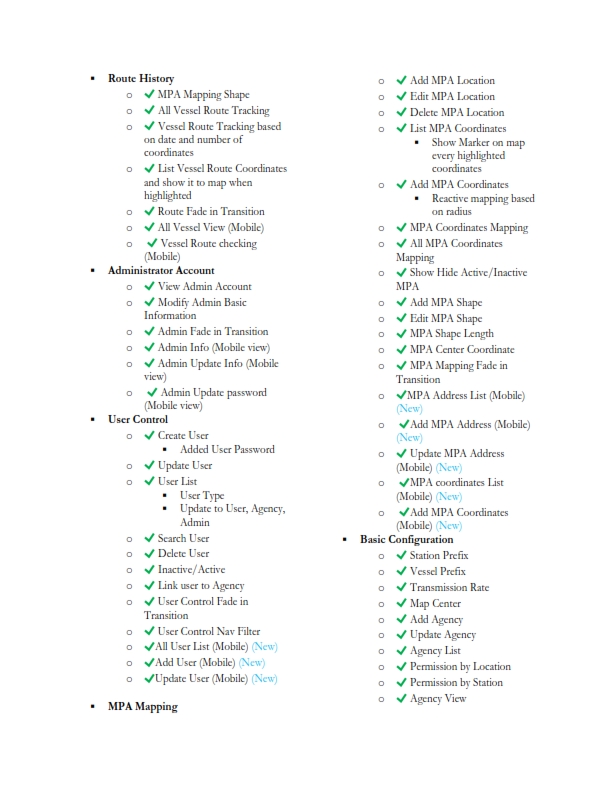 ▪ Route History
o ✔ MPA Mapping Shape
o ✔ All Vessel Route Tracking
o ✔ Vessel Route Tracking based
on date and number of
coordinates
o ✔ List Vessel Route Coordinates
and show it to map when
highlighted
o ✔ Route Fade in Transition
o ✔ All Vessel View (Mobile)
o ✔ Vessel Route checking
(Mobile)
▪ Administrator Account
o ✔ View Admin Account
o ✔ Modify Admin Basic
Information
o ✔ Admin Fade in Transition
o ✔ Admin Info (Mobile view)
o ✔ Admin Update Info (Mobile
view)
o ✔ Admin Update password
(Mobile view)
▪ User Control
o ✔ Create User
▪ Added User Password
o ✔ Update User
o ✔ User List
▪ User Type
▪ Update to User, Agency,
Admin
o ✔ Search User
o ✔ Delete User
o ✔ Inactive/Active
o ✔ Link user to Agency
o ✔ User Control Fade in
Transition
o ✔ User Control Nav Filter
o ✔All User List (Mobile) (New)
o ✔Add User (Mobile) (New)
o ✔Update User (Mobile) (New)
▪ MPA Mapping
o ✔ Add MPA Location
o ✔ Edit MPA Location
o ✔ Delete MPA Location
o ✔ List MPA Coordinates
▪ Show Marker on map
every highlighted
coordinates
o ✔ Add MPA Coordinates
▪ Reactive mapping based
on radius
o ✔ MPA Coordinates Mapping
o ✔ All MPA Coordinates
Mapping
o ✔ Show Hide Active/Inactive
MPA
o ✔ Add MPA Shape
o ✔ Edit MPA Shape
o ✔ MPA Shape Length
o ✔ MPA Center Coordinate
o ✔ MPA Mapping Fade in
Transition
o ✔MPA Address List (Mobile)
(New)
o ✔Add MPA Address (Mobile)
(New)
o ✔ Update MPA Address
(Mobile) (New)
o ✔MPA coordinates List
(Mobile) (New)
o ✔Add MPA Coordinates
(Mobile) (New)
▪ Basic Configuration
o ✔ Station Prefix
o ✔ Vessel Prefix
o ✔ Transmission Rate
o ✔ Map Center
o ✔ Add Agency
o ✔ Update Agency
o ✔ Agency List
o ✔ Permission by Location
o ✔ Permission by Station
o ✔ Agency View